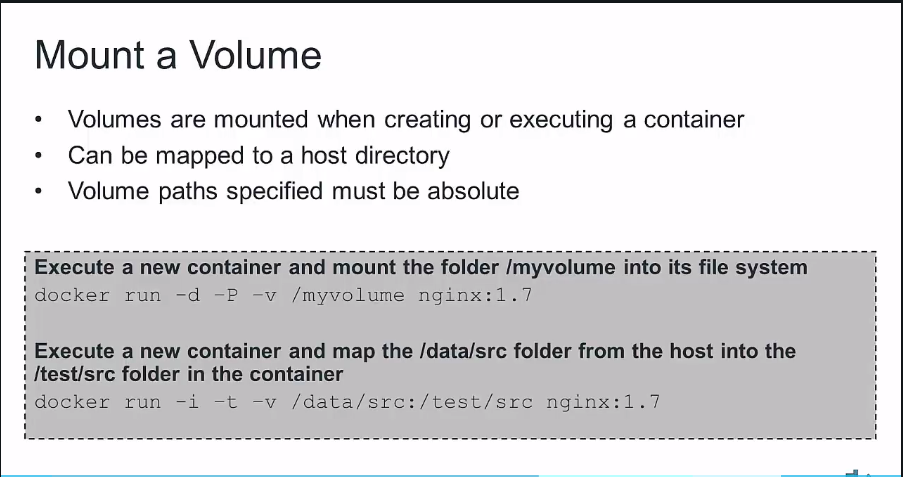 Mount a Volume
• Volumes are mounted when creating or executing a container
• Can be mapped to a host directory
• Volume paths specified must be absolute
Execute a new container and mount the folder /myvolume into its file system
docker run -d -P -v /myvolume nginx:1.7
Execute a new container and map the /data/src folder from the host into the
/test/src folder in the container
docker run -i -t -v /data/src:/test/src nginx:1.7